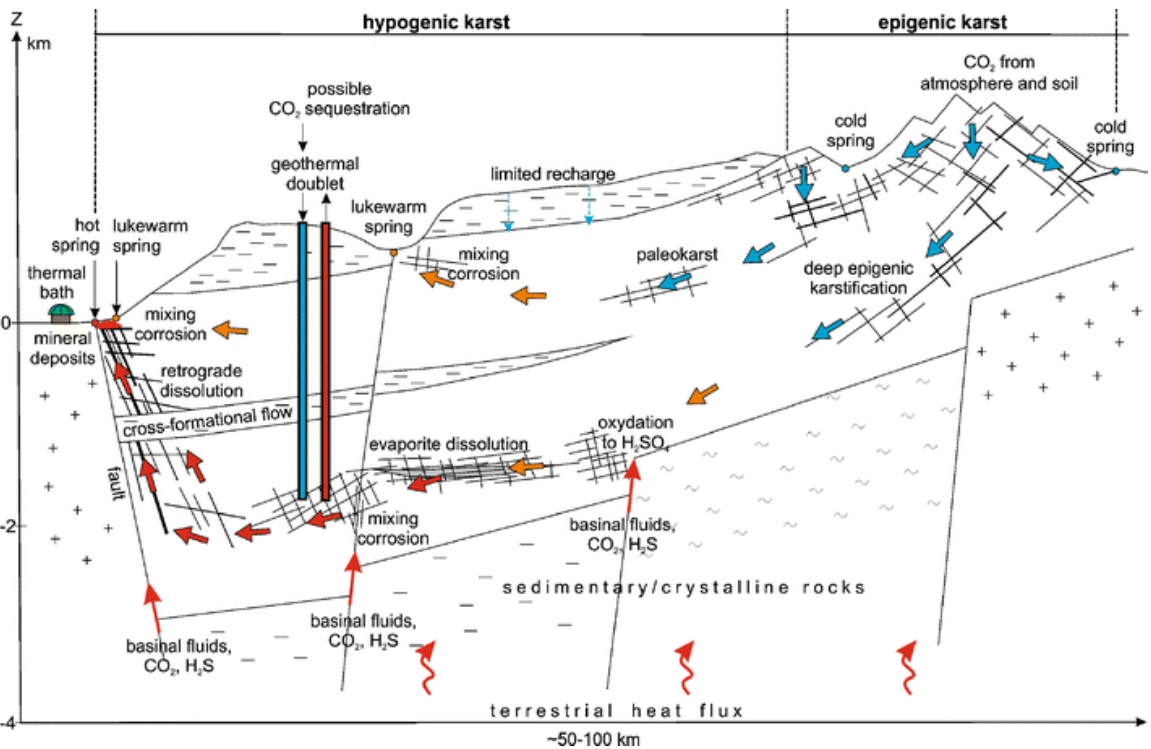 Z
km
hypogenic karst
epigenic karst
CO₂ from
atmosphere and soil
possible
CO₂ sequestration
cold
spring
cold
spring
geothermal
doublet
limited recharge
lukewarm
spring
hot
spring
lukewarm
spring
thermal
bath
mixing
corrosion
paleokarst
deep epigenic
karstification
0
mineral
deposits
mixing
corrosion
retrograde
dissolution
cross-formational flow
evaporite dissolution
oxydation
to H₂SO₄
fault
-2
mixing
corrosion
basinal fluids,
CO₂, H₂S
sedimentary/crystalline rocks
basinal fluids,
CO₂, H₂S
basinal fluids,
CO₂, H₂S
terrestrial heat flux
-4
~50-100 km